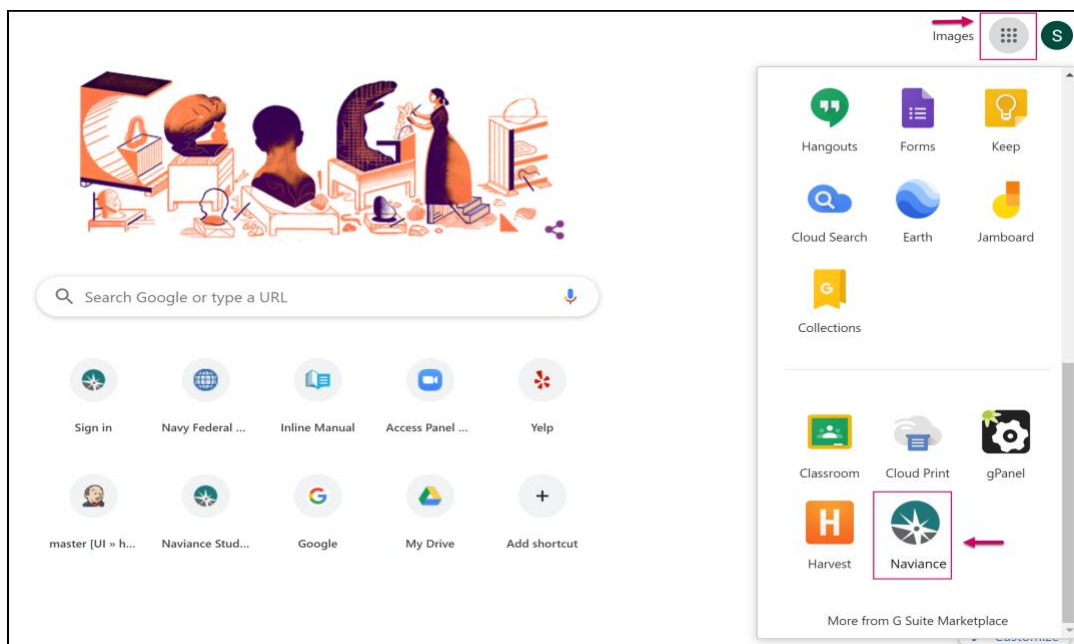 Images
S
Hangouts
Forms
Keep
Cloud Search
Earth
Jamboard
G
Collections
Search Google or type a URL
Sign in
Navy Federal ...
Inline Manual
Access Panel ...
Yelp
Classroom
Cloud Print
gPanel
master [UI » h...
Naviance Stud...
Google
My Drive
Add shortcut
H
Harvest
Naviance
More from G Suite Marketplace
Customize